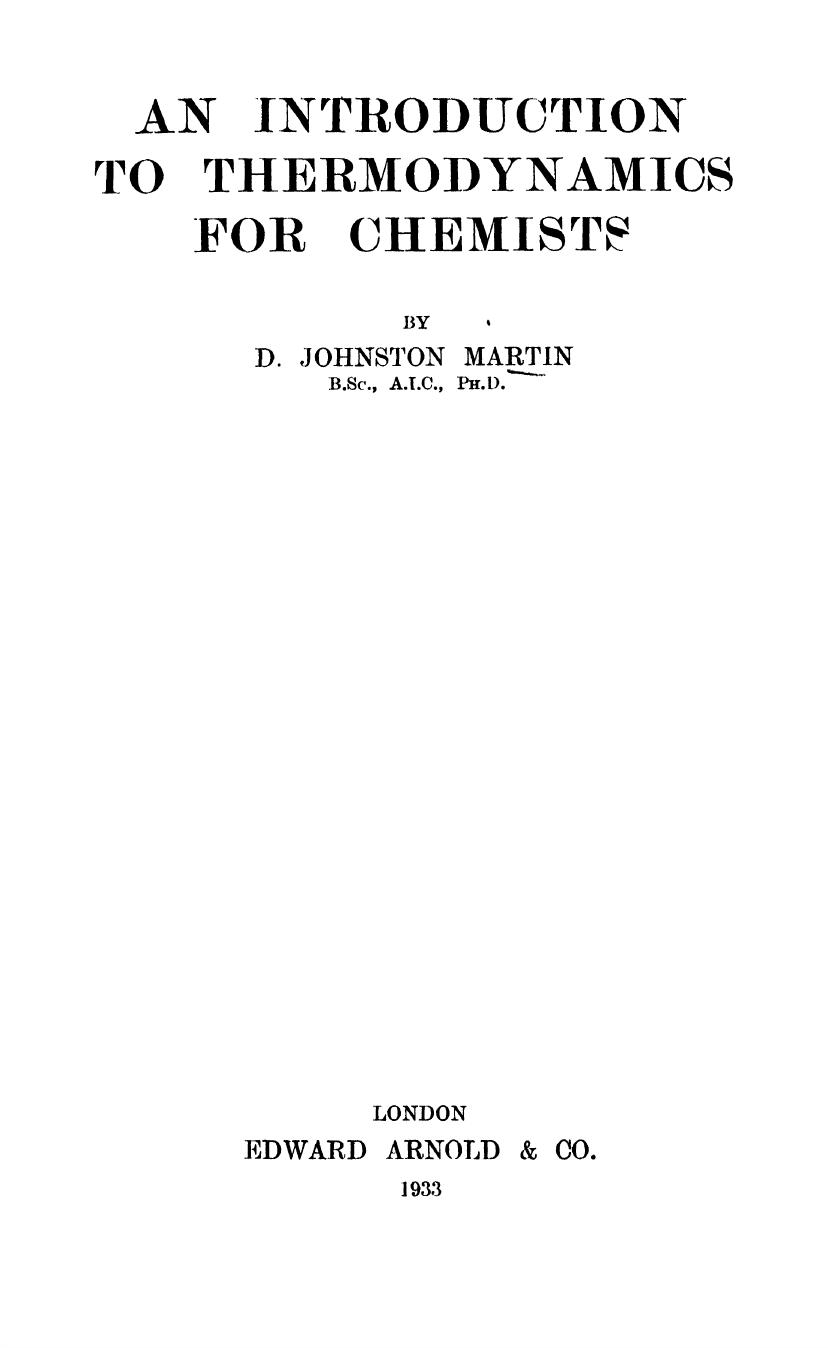 AN INTRODUCTION
TO THERMODYNAMICS
FOR CHEMISTS
BY
D. JOHNSTON MARTIN
B.Sc., A.I.C., Ph.D.
LONDON
EDWARD ARNOLD & CO.
1933